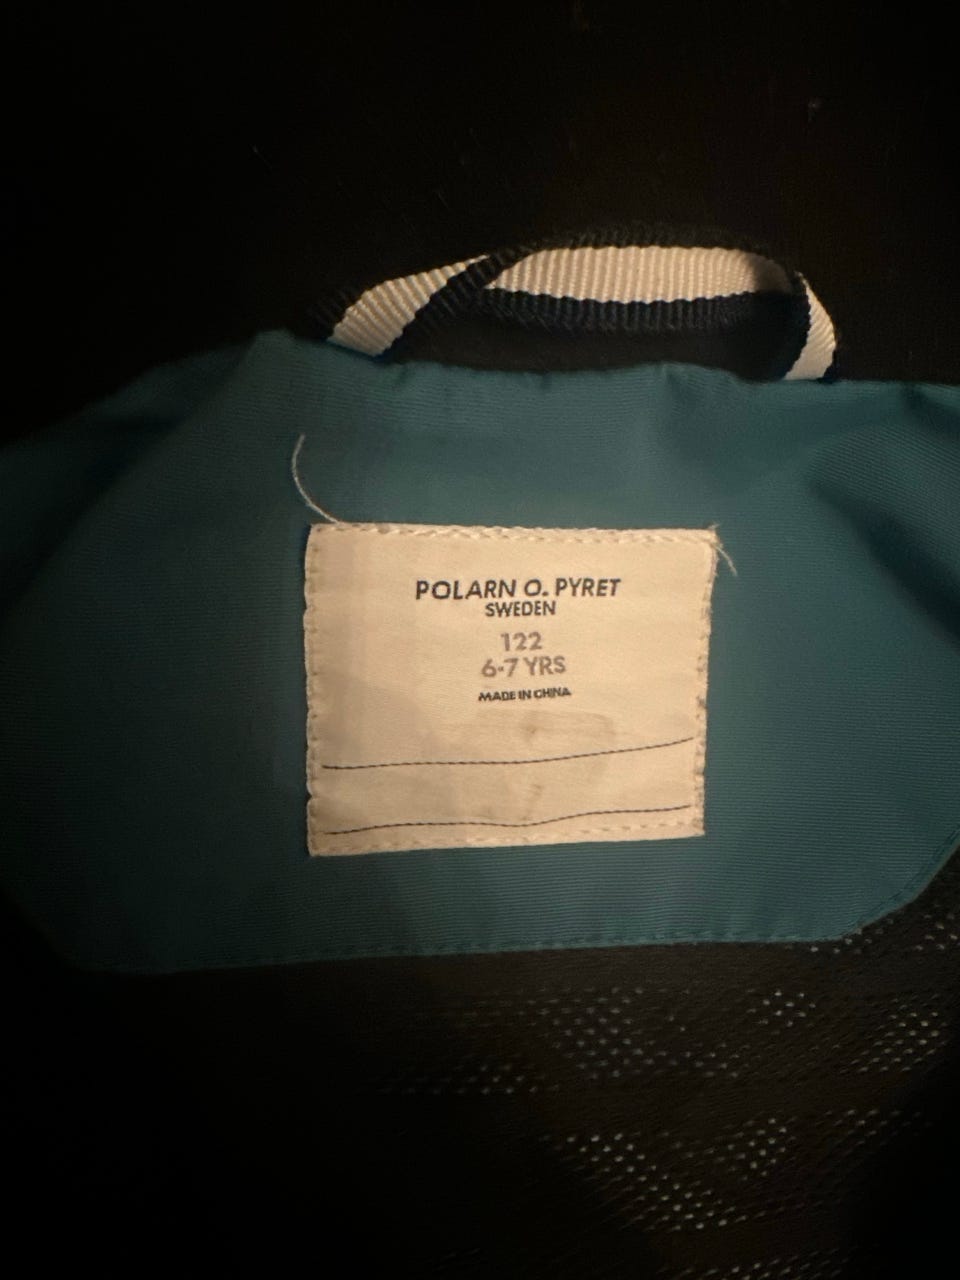 POLARN O. PYRET
SWEDEN
122
6-7 YRS
MADE IN CHINA